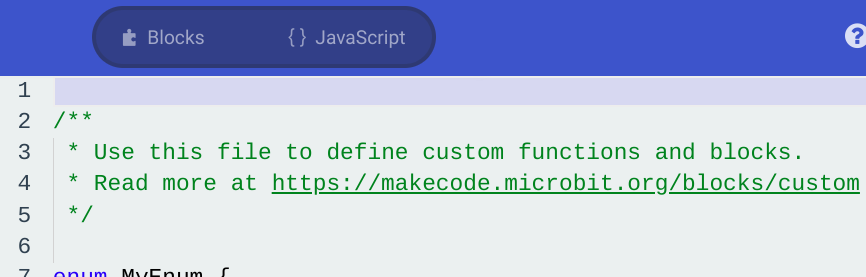 Blocks {} JavaScript ?
1
2 /**
3  * Use this file to define custom functions and blocks.
4  * Read more at https://makecode.microbit.org/blocks/custom
5  */
6
7 enum MyEnum {